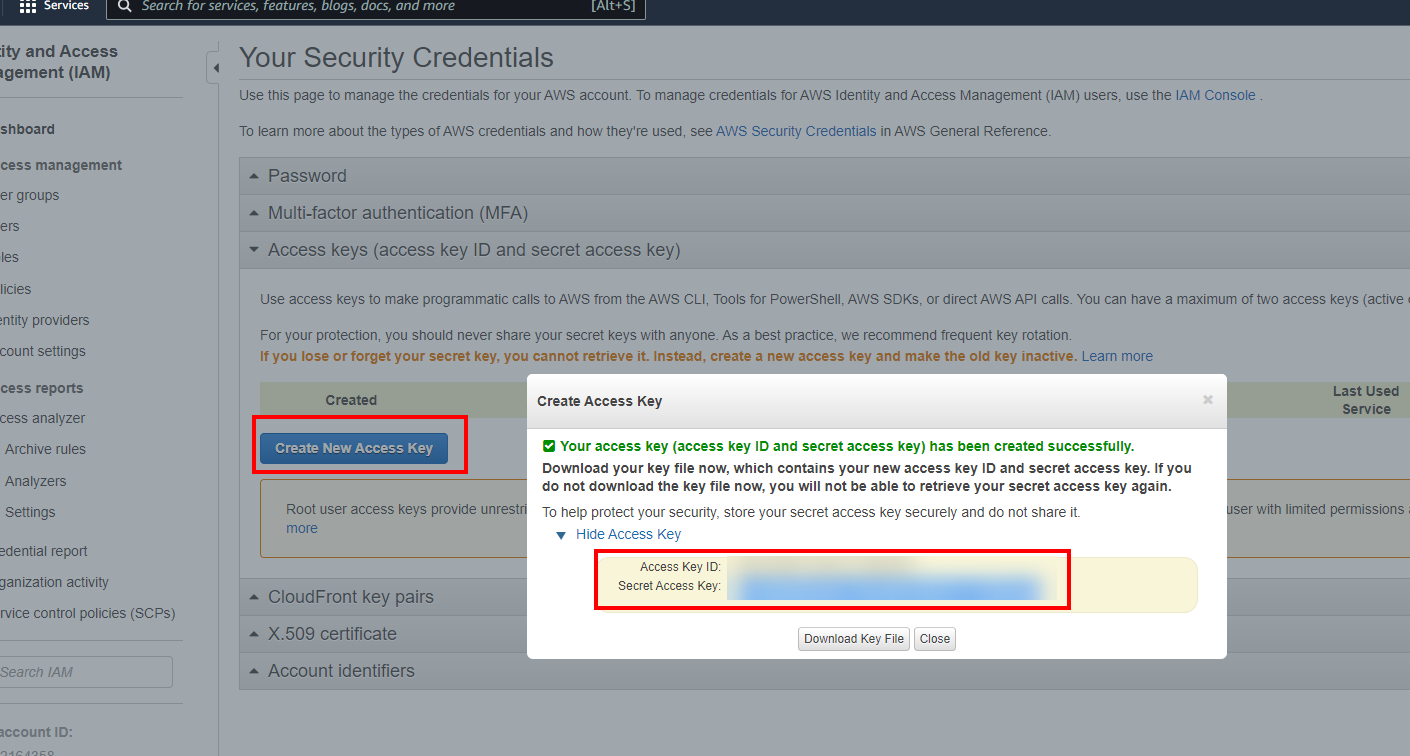 Services
Search for services, features, blogs, docs, and more
[Alt+S]
tity and Access
agement (IAM)
shboard
cess management
er groups
ers
les
licies
entity providers
count settings
cess reports
cess analyzer
Archive rules
Analyzers
Settings
edential report
rganization activity
ervice control policies (SCPs)
Search IAM
account ID:
Your Security Credentials
Use this page to manage the credentials for your AWS account. To manage credentials for AWS Identity and Access Management (IAM) users, use the IAM Console .
To learn more about the types of AWS credentials and how they're used, see AWS Security Credentials in AWS General Reference.
Password
Multi-factor authentication (MFA)
Access keys (access key ID and secret access key)
Use access keys to make programmatic calls to AWS from the AWS CLI, Tools for PowerShell, AWS SDKs, or direct AWS API calls. You can have a maximum of two access keys (active
For your protection, you should never share your secret keys with anyone. As a best practice, we recommend frequent key rotation.
If you lose or forget your secret key, you cannot retrieve it. Instead, create a new access key and make the old key inactive. Learn more
Created
Last Used
Service
Create New Access Key
Root user access keys provide unrestri
user with limited permissions
more
CloudFront key pairs
X.509 certificate
Account identifiers
Create Access Key
Your access key (access key ID and secret access key) has been created successfully.
Download your key file now, which contains your new access key ID and secret access key. If you
do not download the key file now, you will not be able to retrieve your secret access key again.
To help protect your security, store your secret access key securely and do not share it.
Hide Access Key
Access Key ID:
Secret Access Key:
Download Key File
Close